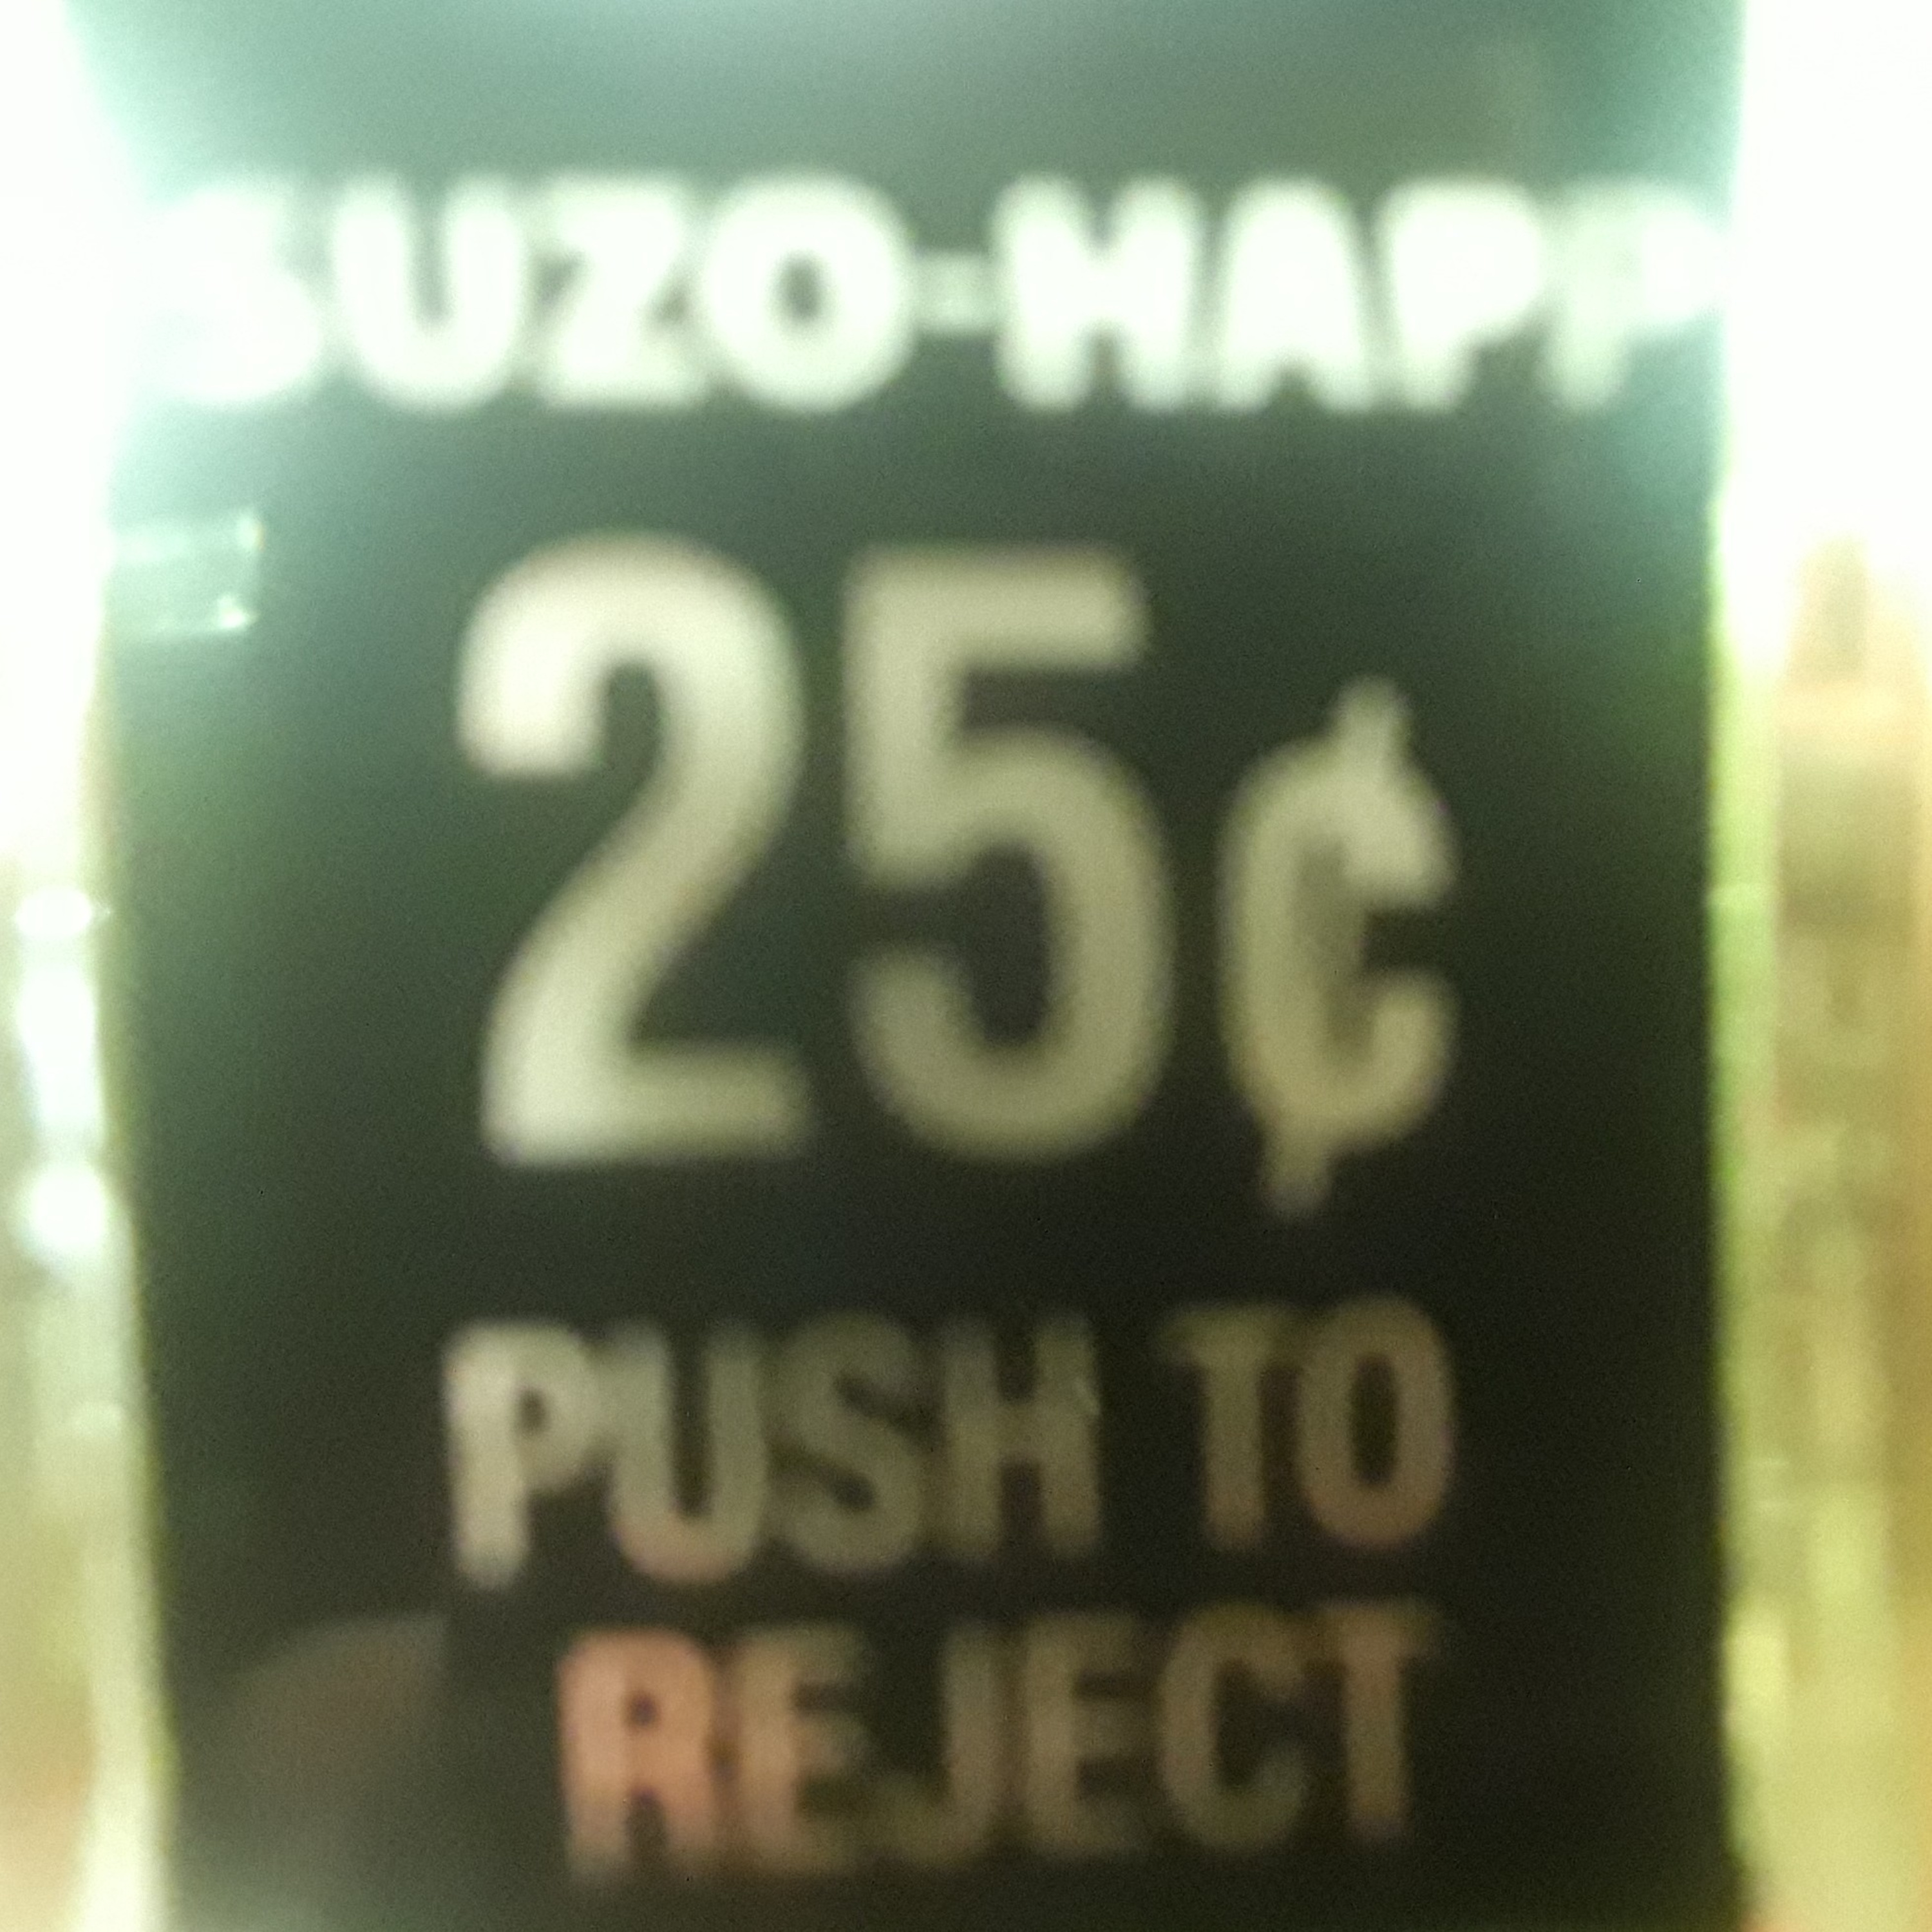 SUZO-HAPP
25¢
PUSH TO
REJECT